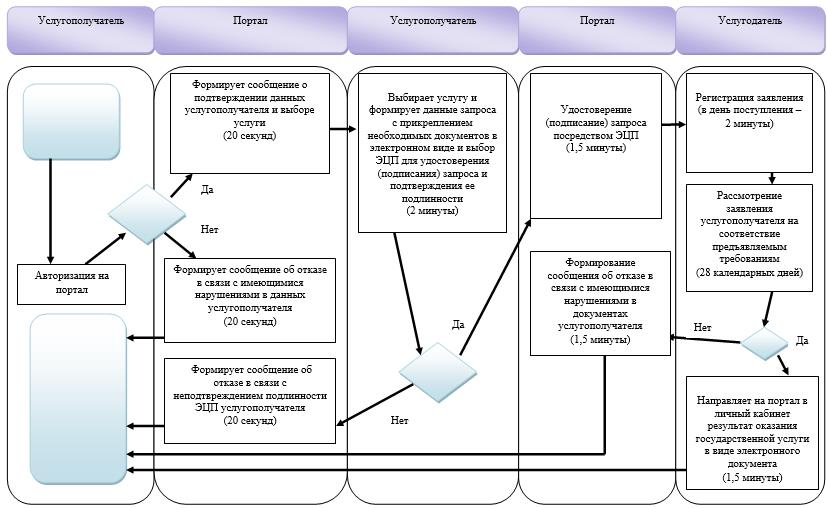 Услугополучатель
Портал
Услугополучатель
Портал
Услугодатель
Формирует сообщение о
подтверждении данных
услугополучателя и выборе
услуги
(20 секунд)
Выбирает услугу и
формирует данные запроса
с прикреплением
необходимых документов в
электронном виде и выбор
ЭЦП для удостоверения
(подписания) запроса и
подтверждения ее
подлинности
(2 минуты)
Удостоверение
(подписание) запроса
посредством ЭЦП
(1,5 минуты)
Регистрация заявления
(в день поступления –
2 минуты)
Да
Нет
Рассмотрение
заявления
услугополучателя на
соответствие
предъявляемым
требованиям
(28 календарных дней)
Авторизация на
портал
Формирует сообщение об отказе
в связи с имеющимися
нарушениями в данных
услугополучателя
(20 секунд)
Формирование
сообщения об отказе в
связи с имеющимися
нарушениями в
документах
услугополучателя
(1,5 минуты)
Да
Нет
Да
Формирует сообщение об
отказе в связи с
неподтверждением подлинности
ЭЦП услугополучателя
(20 секунд)
Нет
Направляет на портал в
личный кабинет
результат оказания
государственной услуги
в виде электронного
документа
(1,5 минуты)